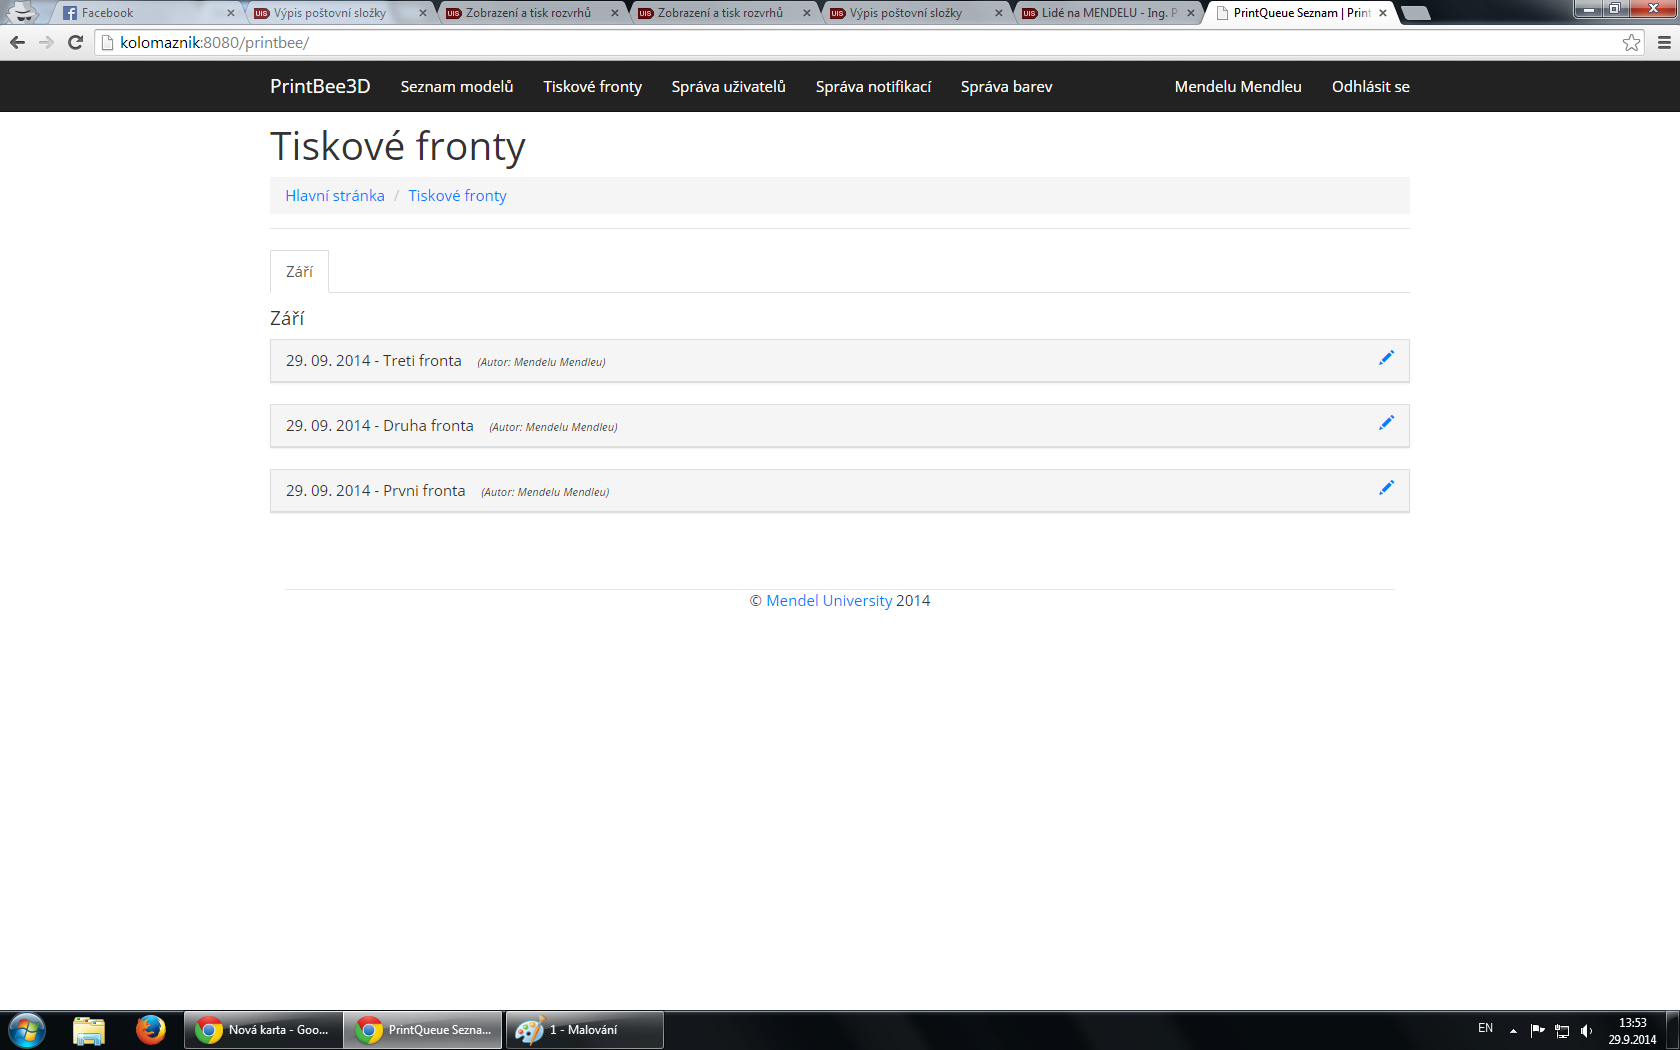 Facebook
Výpis poštovní složky
Zobrazení a tisk rozvrhů
Zobrazení a tisk rozvrhů
Výpis poštovní složky
Lidé na MENDELU - Ing. P
PrintQueue Seznam | Print
kolomaznik:8080/printbee/
PrintBee3D Seznam modelů Tiskové fronty Správa uživatelů Správa notifikací Správa barev Mendelu Mendleu Odhlásit se
Tiskové fronty
Hlavní stránka / Tiskové fronty
Září
Září
29. 09. 2014 - Treti fronta (Autor: Mendelu Mendleu)
29. 09. 2014 - Druha fronta (Autor: Mendelu Mendleu)
29. 09. 2014 - Prvni fronta (Autor: Mendelu Mendleu)
© Mendel University 2014
Nová karta - Goo... PrintQueue Sezna... 1 - Malování
EN
13:53
29.9.2014